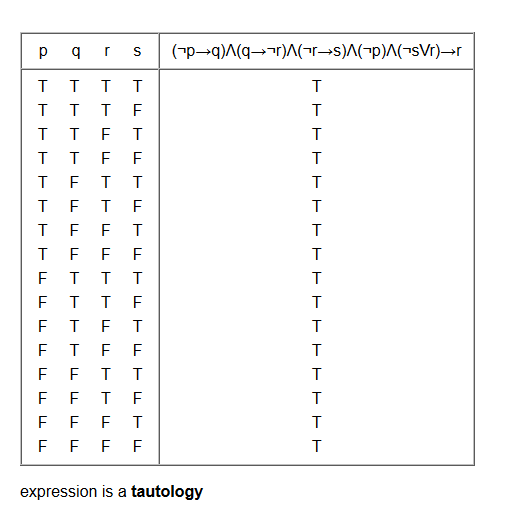 p q r s (¬p→q)Λ(q→¬r)Λ(¬r→s)Λ(¬p)Λ(¬sVr)→r
T T T T T
T T T F T
T T F T T
T T F F T
T F T T T
T F T F T
T F F T T
T F F F T
F T T T T
F T T F T
F T F T T
F T F F T
F F T T T
F F T F T
F F F T T
F F F F T
expression is a tautology